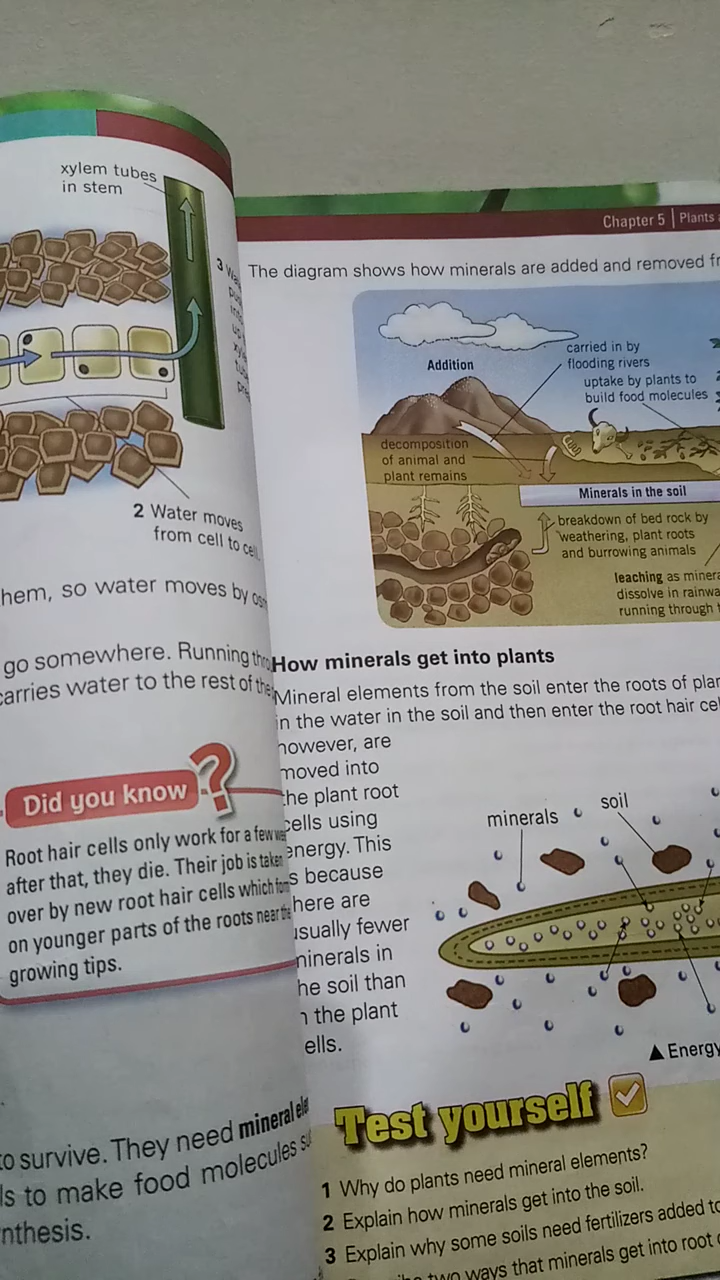 xylem tubes
in stem
3
2 Water moves
from cell to
hem, so water moves by
go somewhere. Running
carries water to the rest of the
Did you know ?
Root hair cells only work for a few
after that, they die. Their job is taken
over by new root hair cells which
on younger parts of the roots near the
growing tips.
to survive. They need mineral
ls to make food molecules
nthesis.
Chapter 5 | Plants
The diagram shows how minerals are added and removed
Addition
carried in by
flooding rivers
uptake by plants to
build food molecules
decomposition
of animal and
plant remains
Minerals in the soil
breakdown of bed rock by
weathering, plant roots
and burrowing animals
leaching as
dissolve in
running through
How minerals get into plants
Mineral elements from the soil enter the roots of
in the water in the soil and then enter the root hair
however, are
moved into
the plant root
cells using
energy. This
s because
here are
usually fewer
minerals in
he soil than
n the plant
ells.
minerals
soil
▲ Energy
Test yourself
1 Why do plants need mineral elements?
2 Explain how minerals get into the soil.
3 Explain why some soils need fertilizers added to
two ways that minerals get into root